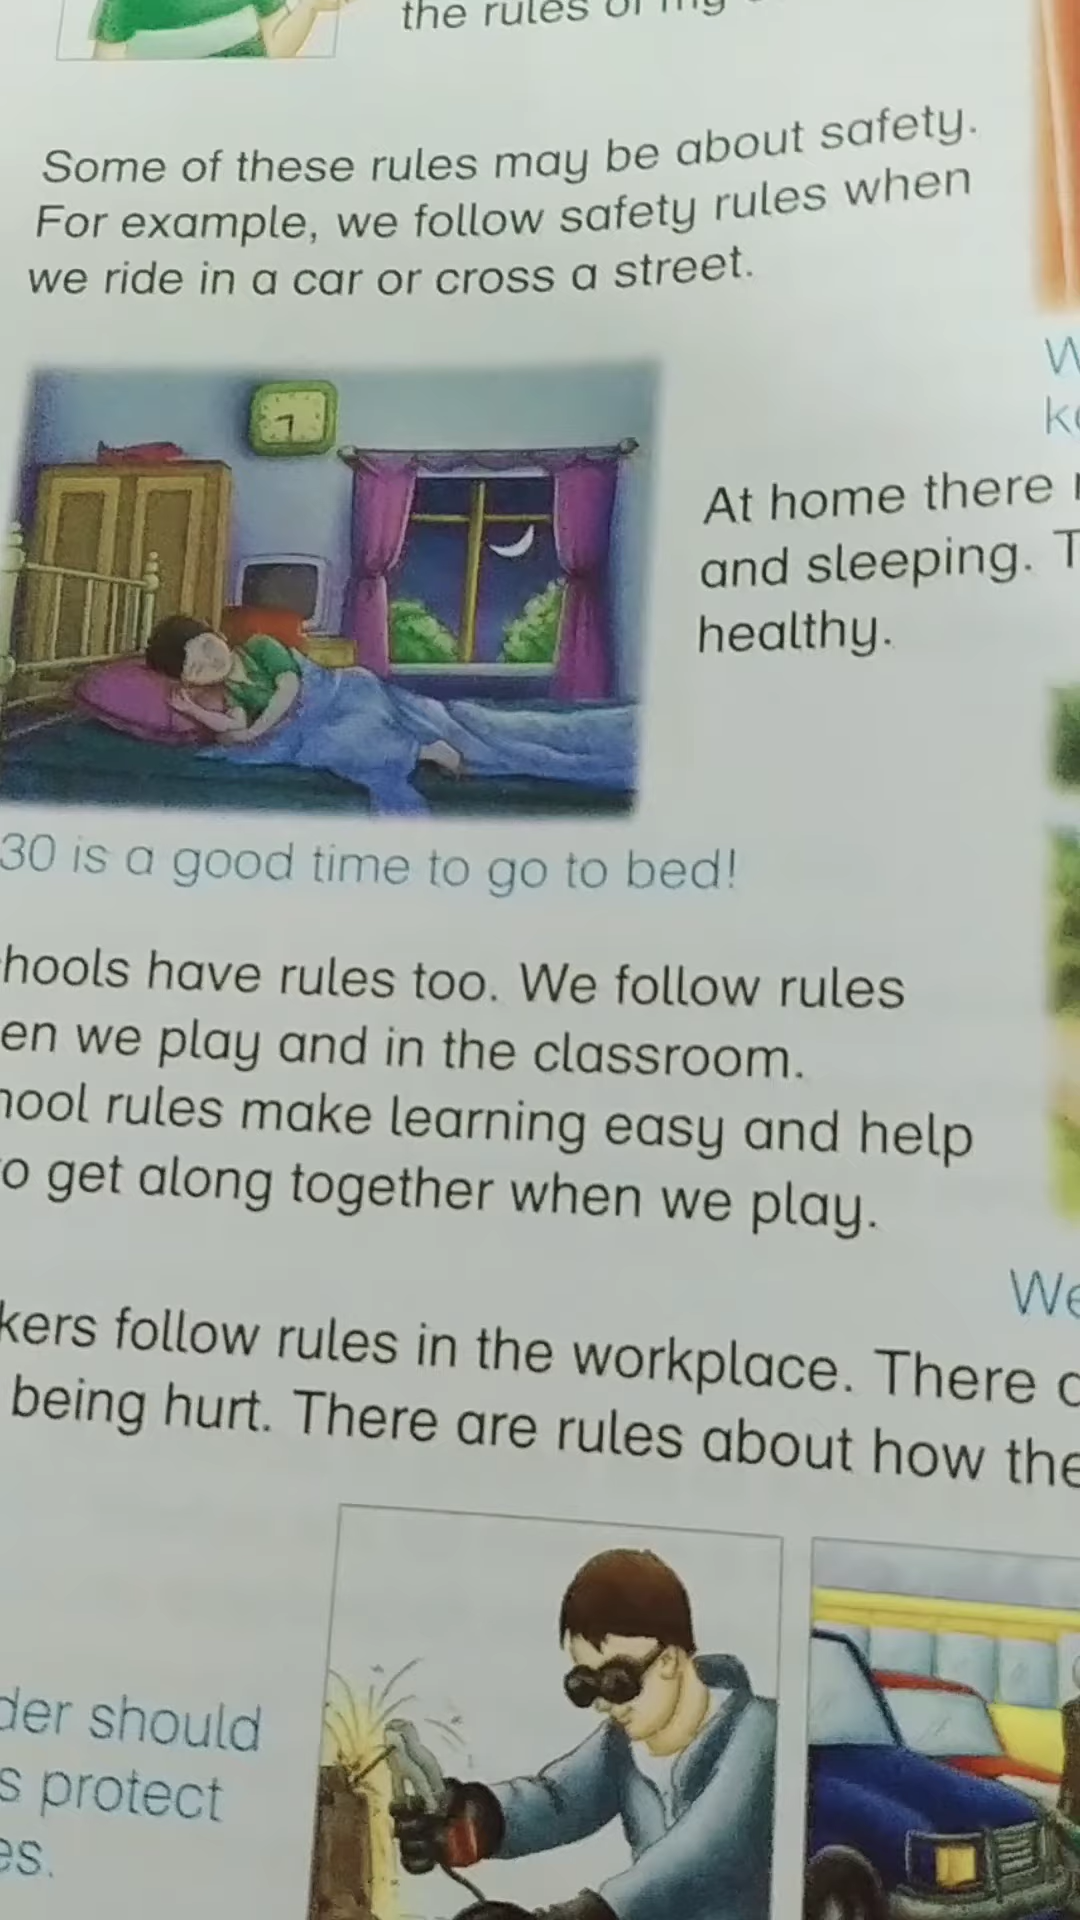 the rules of my
Some of these rules may be about safety.
For example, we follow safety rules when
we ride in a car or cross a street.
At home there
and sleeping.
healthy.
30 is a good time to go to bed!
hools have rules too. We follow rules
en we play and in the classroom.
hool rules make learning easy and help
o get along together when we play.
We
kers follow rules in the workplace. There
being hurt. There are rules about how the
der should
s protect
es.